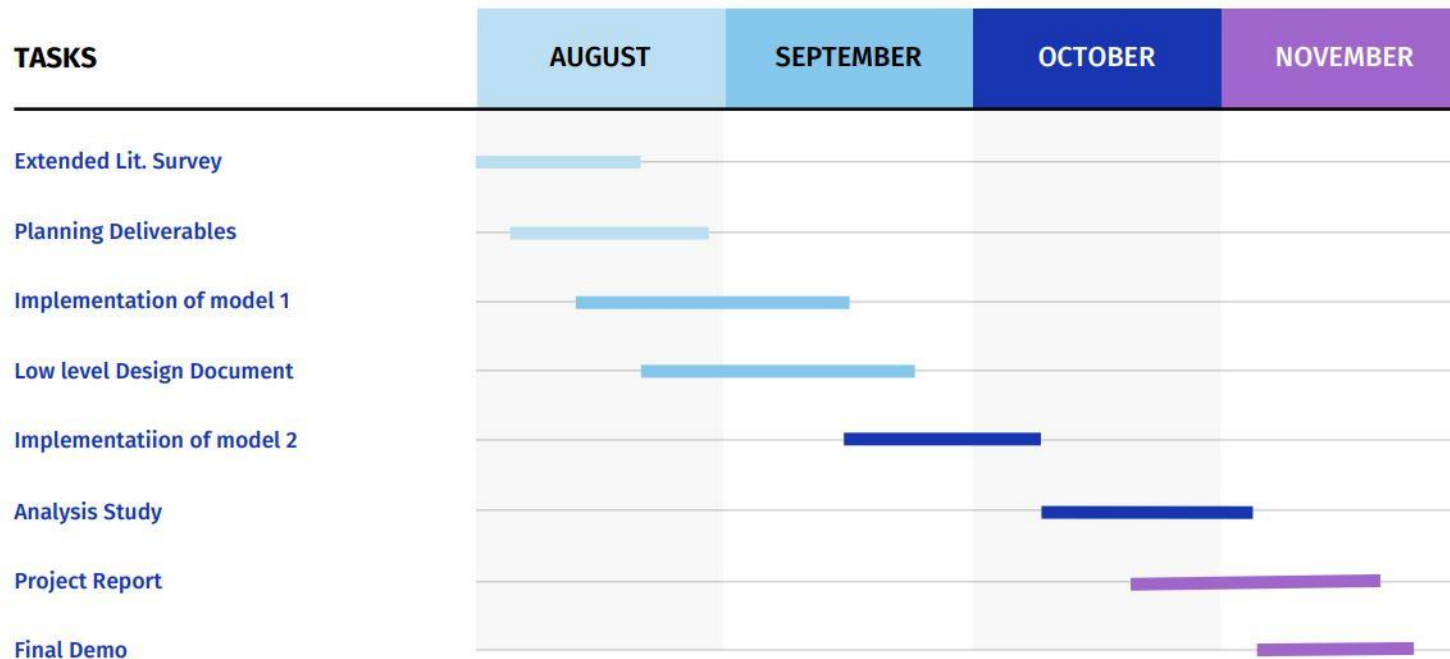 TASKS
AUGUST
SEPTEMBER
OCTOBER
NOVEMBER
Extended Lit. Survey
Planning Deliverables
Implementation of model 1
Low level Design Document
Implementatiion of model 2
Analysis Study
Project Report
Final Demo